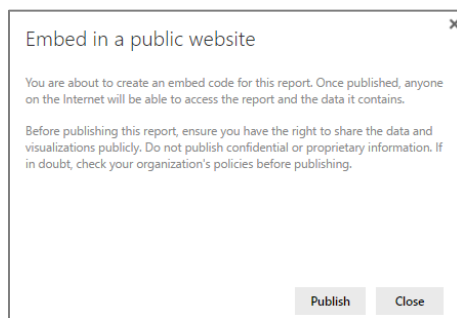 Embed in a public website
You are about to create an embed code for this report. Once published, anyone
on the Internet will be able to access the report and the data it contains.
Before publishing this report, ensure you have the right to share the data and
visualizations publicly. Do not publish confidential or proprietary information. If
in doubt, check your organization's policies before publishing.
Publish Close